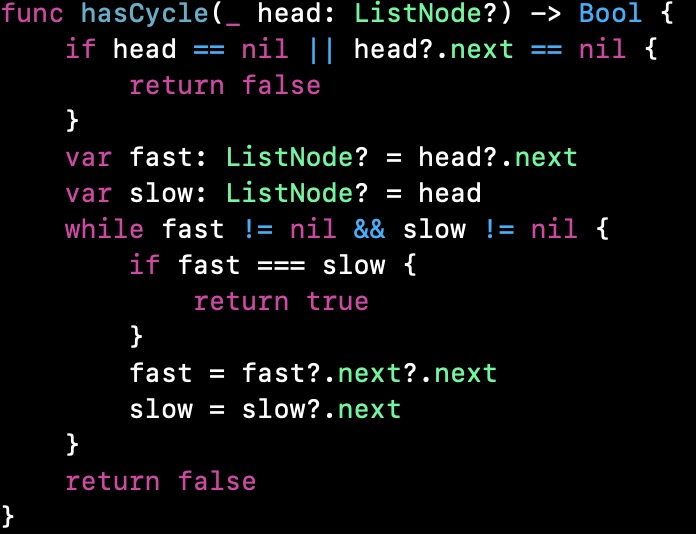 func hasCycle(_ head: ListNode?) -> Bool {
    if head == nil || head?.next == nil {
        return false
    }
    var fast: ListNode? = head?.next
    var slow: ListNode? = head
    while fast != nil && slow != nil {
        if fast === slow {
            return true
        }
        fast = fast?.next?.next
        slow = slow?.next
    }
    return false
}